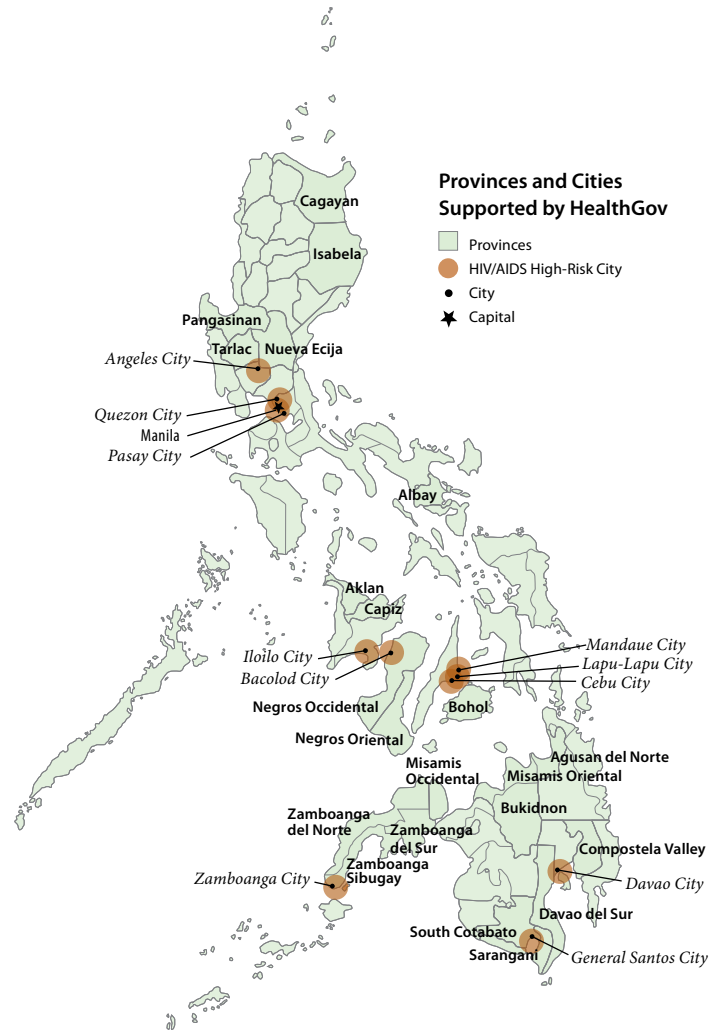 Provinces and Cities
Supported by HealthGov
Provinces
HIV/AIDS High-Risk City
City
Capital
Cagayan
Isabela
Pangasinan
Tarlac
Nueva Ecija
Angeles City
Quezon City
Manila
Pasay City
Albay
Aklan
Capiz
Iloilo City
Bacolod City
Mandaue City
Lapu-Lapu City
Cebu City
Negros Occidental
Bohol
Negros Oriental
Misamis
Occidental
Agusan del Norte
Misamis Oriental
Bukidnon
Zamboanga
del Norte
Zamboanga
del Sur
Zamboanga
Sibugay
Compostela Valley
Zamboanga City
Davao City
Davao del Sur
South Cotabato
Sarangani
General Santos City